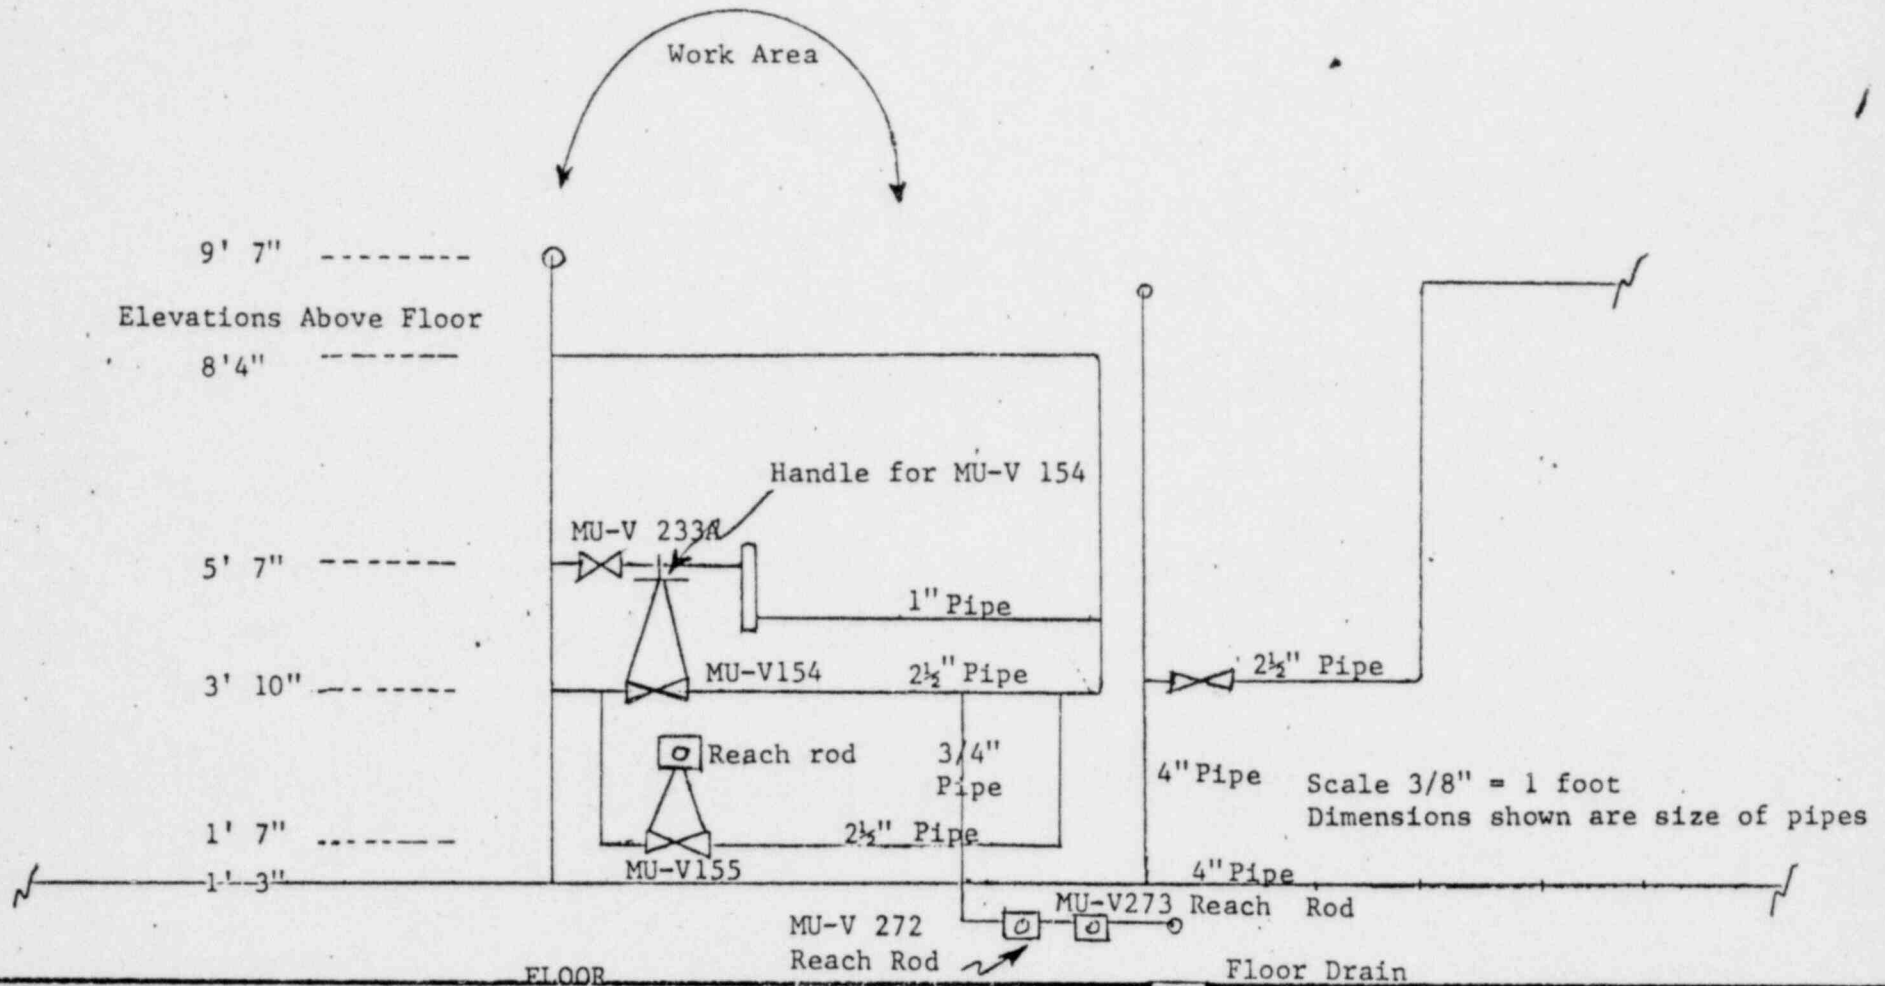 Work Area
9' 7"
Elevations Above Floor
8'4"
Handle for MU-V 154
MU-V 233A
5' 7"
1" Pipe
3' 10"
MU-V154
2½" Pipe
2½" Pipe
Reach rod
3/4"
Pipe
4" Pipe
Scale 3/8" = 1 foot
Dimensions shown are size of pipes
1' 7"
2½" Pipe
MU-V155
1' 3"
4" Pipe
MU-V273 Reach Rod
MU-V 272
Reach Rod
FLOOR
Floor Drain